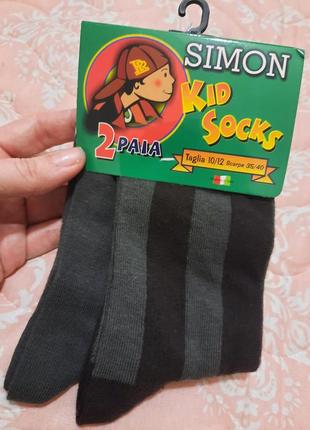 SIMON
KID
SOCKS
2 PAIA
Taglia 10/12 Scarpe 35/40